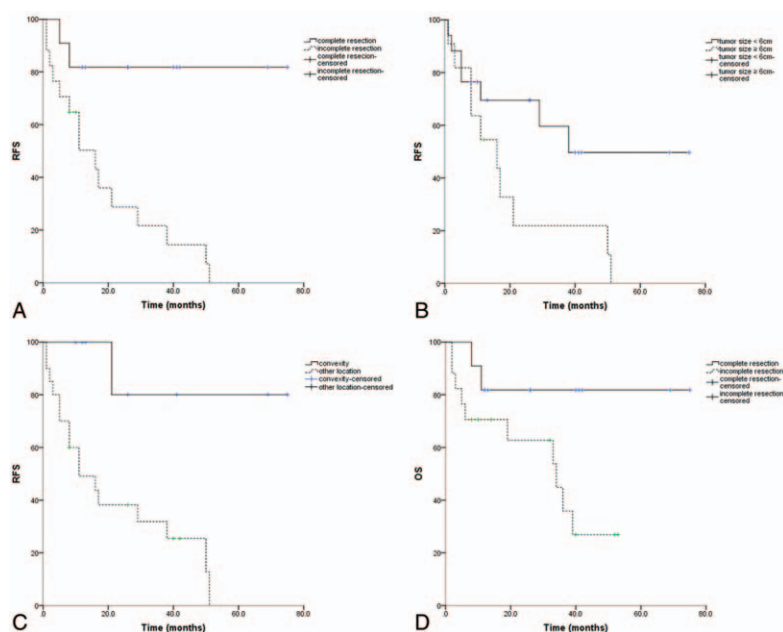 100
80
60
40
20
0
RFS
.0
20.0
40.0
60.0
80.0
Time (months)
complete resection
incomplete resection
complete resecion-
censored
incomplete resection-
censored
A
100
80
60
40
20
0
RFS
.0
20.0
40.0
60.0
80.0
Time (months)
tumor size < 6cm
tumor size ≥ 6cm
tumor size < 6cm-
censored
tumor size ≥ 6cm-
censored
B
100
80
60
40
20
0
RFS
.0
20.0
40.0
60.0
80.0
Time (months)
convexity
other location
convexity-censored
other location-censored
C
100
80
60
40
20
0
OS
.0
20.0
40.0
60.0
80.0
Time (months)
complete resection
incomplete resection
complete resection-
censored
incomplete resection-
censored
D